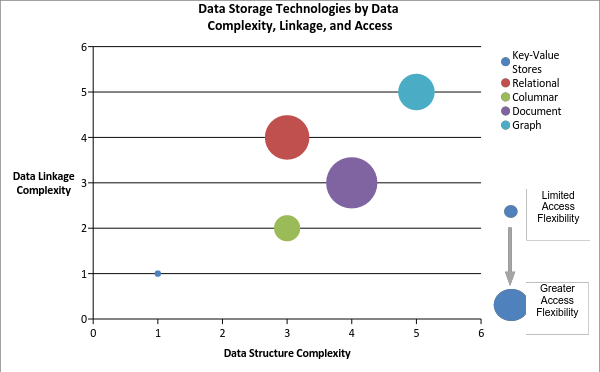 Data Storage Technologies by Data
Complexity, Linkage, and Access
6
5
4
3
2
1
0
Data Linkage
Complexity
0 1 2 3 4 5 6
Data Structure Complexity
Key-Value
Stores
Relational
Columnar
Document
Graph
Limited
Access
Flexibility
Greater
Access
Flexibility